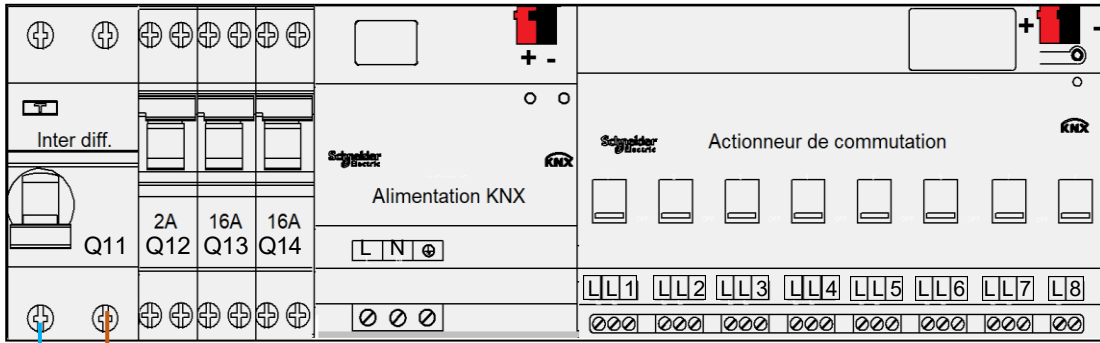 + -
+ -
T
Inter diff.
Schneider Electric
KNX
Actionneur de commutation
KNX
Schneider Electric
KNX
Alimentation KNX
2A 16A 16A
Q11 Q12 Q13 Q14
L N
L L 1 L L 2 L L 3 L L 4 L L 5 L L 6 L L 7 L 8